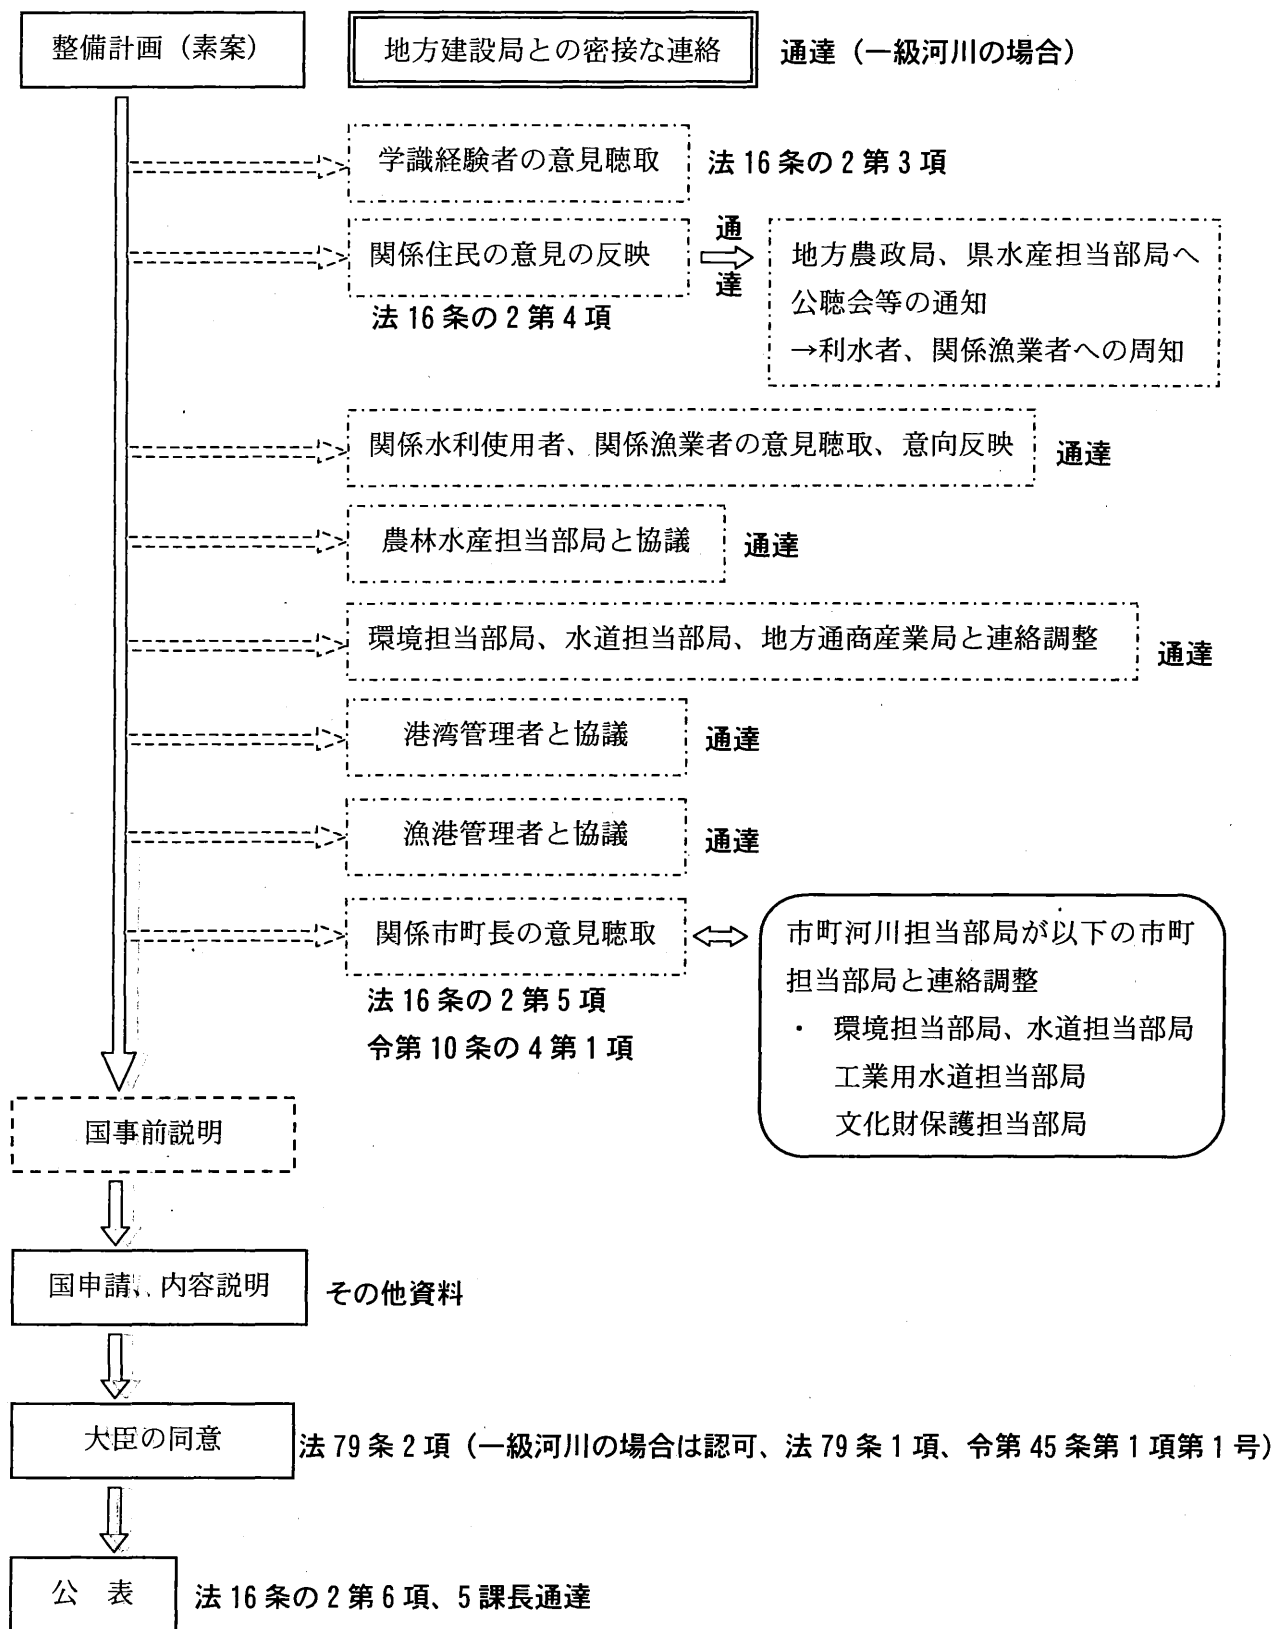 整備計画（素案）
地方建設局との密接な連絡
通達（一級河川の場合）
学識経験者の意見聴取
法16条の2第3項
関係住民の意見の反映
法16条の2第4項
通
達
地方農政局、県水産担当部局へ
公聴会等の通知
→利水者、関係漁業者への周知
関係水利使用者、関係漁業者の意見聴取、意向反映
通達
農林水産担当部局と協議
通達
環境担当部局、水道担当部局、地方通商産業局と連絡調整
通達
港湾管理者と協議
通達
漁港管理者と協議
通達
関係市町長の意見聴取
法16条の2第5項
令第10条の4第1項
市町河川担当部局が以下の市町
担当部局と連絡調整
・　環境担当部局、水道担当部局
工業用水道担当部局
文化財保護担当部局
国事前説明
国申請、内容説明
その他資料
大臣の同意
法79条2項（一級河川の場合は認可、法79条1項、令第45条第1項第1号）
公　表
法16条の2第6項、5課長通達